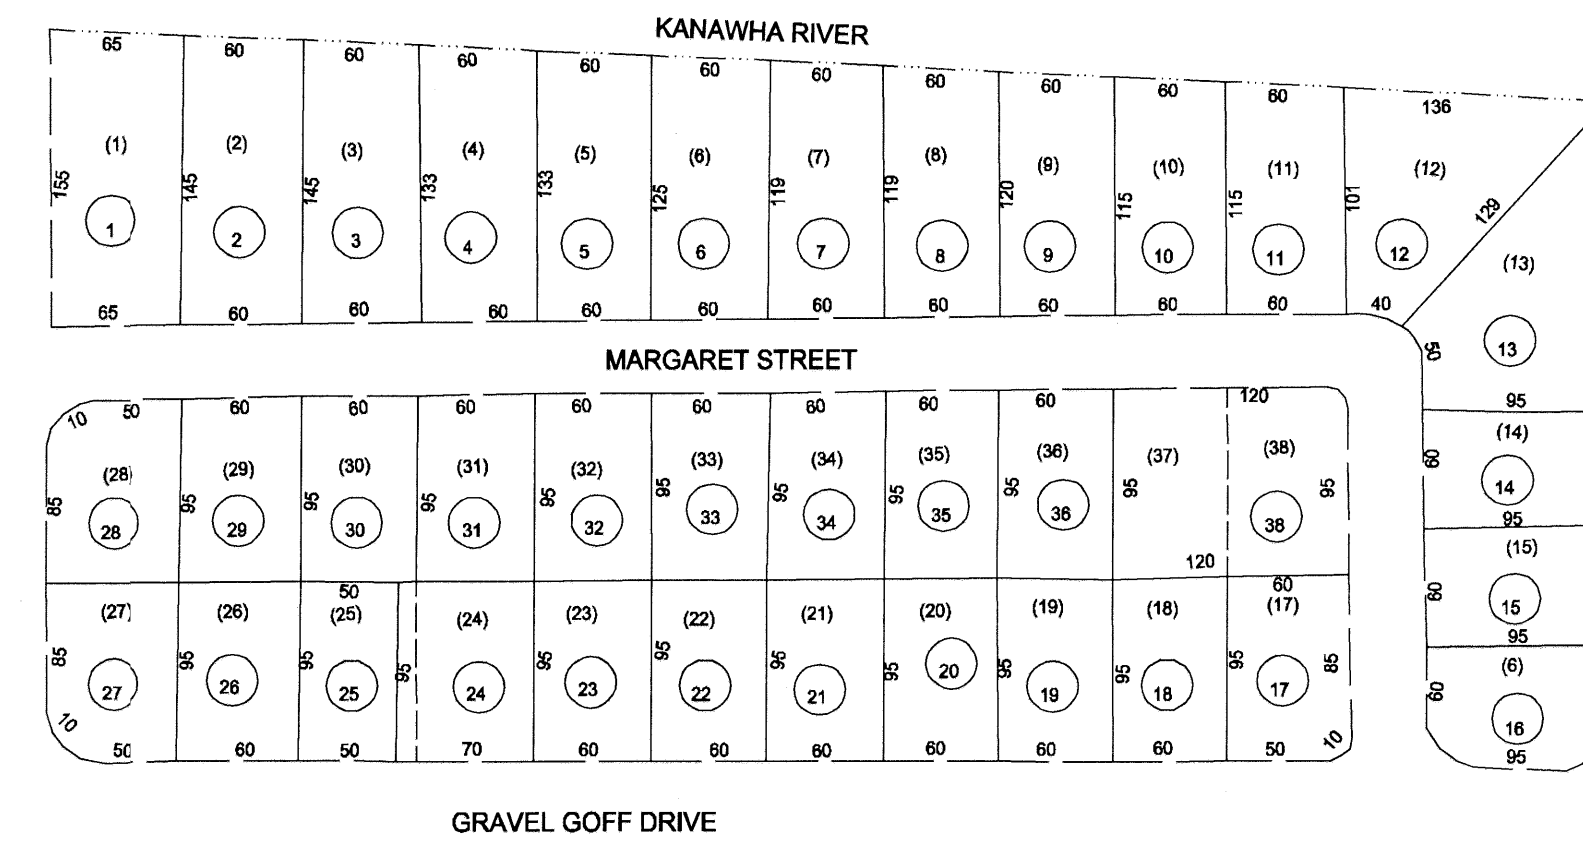 KANAWHA RIVER
65 60 60 60 60 60 60 60 60 60 60 136
(1) (2) (3) (4) (5) (6) (7) (8) (9) (10) (11) (12)
155 145 145 133 133 125 119 119 120 115 115 101 129
1 2 3 4 5 6 7 8 9 10 11 12
(13)
65 60 60 60 60 60 60 60 60 60 60 40
13
50
MARGARET STREET
95
10 50 60 60 60 60 60 60 60 60 120
(14)
(28) (29) (30) (31) (32) (33) (34) (35) (36) (37) (38)
60
85 95 95 95 95 95 95 95 95 95 95
14
28 29 30 31 32 33 34 35 36 38
95
(15)
120
50 60
60
15
(27) (26) (25) (24) (23) (22) (21) (20) (19) (18) (17)
95
85 95 95 95 95 95 95 95 95 95 95 85
(6)
27 26 25 24 23 22 21 20 19 18 17
60
16
10 10
50 60 50 70 60 60 60 60 60 60 50
95
GRAVEL GOFF DRIVE